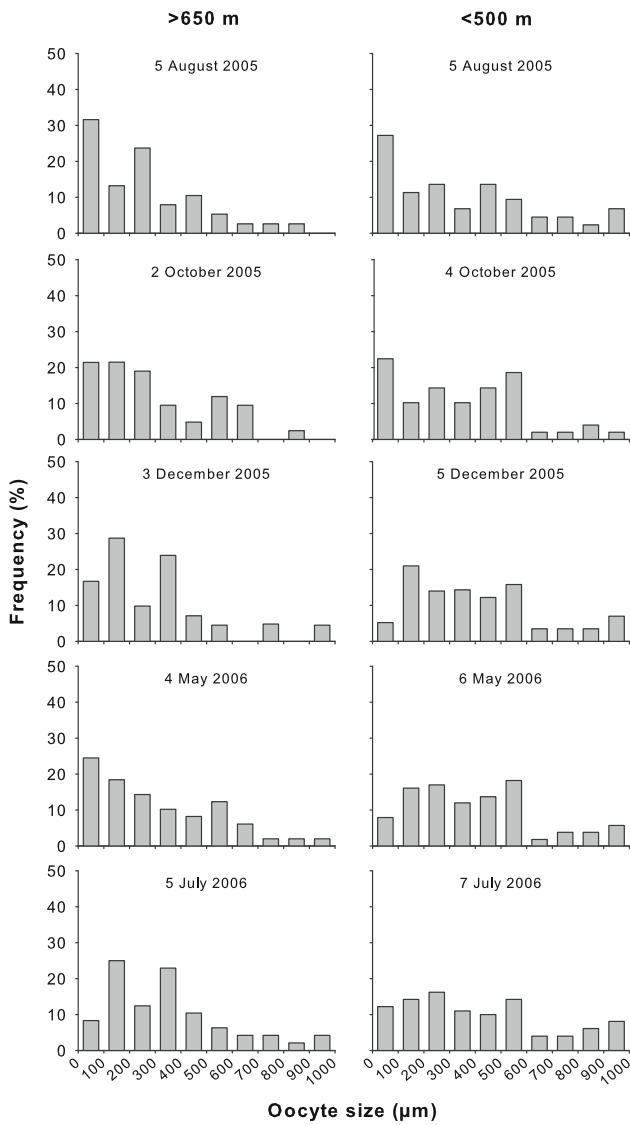 >650 m <500 m
50
40
30
20
10
0
5 August 2005
5 August 2005
50
40
30
20
10
0
2 October 2005
4 October 2005
50
40
30
20
10
0
3 December 2005
5 December 2005
50
40
30
20
10
0
4 May 2006
6 May 2006
50
40
30
20
10
0
5 July 2006
7 July 2006
Frequency (%)
0 100 200 300 400 500 600 700 800 900 1000
0 100 200 300 400 500 600 700 800 900 1000
Oocyte size (µm)